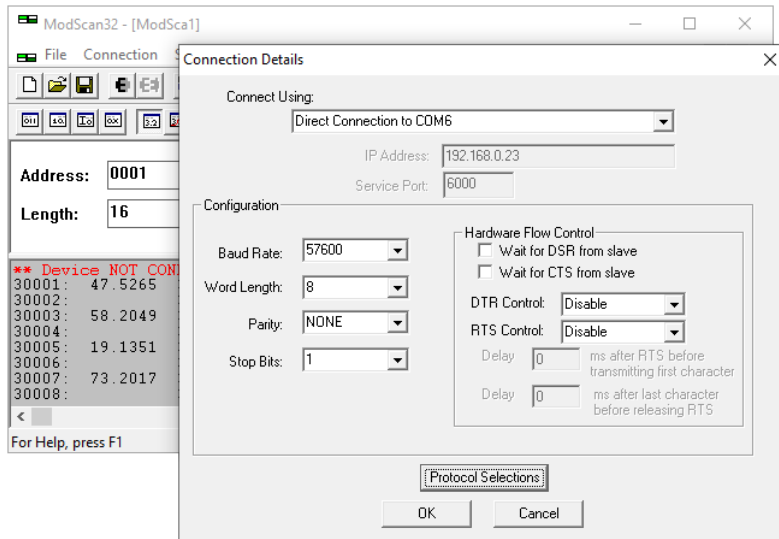 ModScan32 - [ModSca1]
File Connection
Connection Details
Connect Using:
Direct Connection to COM6
IP Address: 192.168.0.23
Service Port: 6000
Address: 0001
Length: 16
Configuration
Baud Rate: 57600
Word Length: 8
Parity: NONE
Stop Bits: 1
Hardware Flow Control
Wait for DSR from slave
Wait for CTS from slave
DTR Control: Disable
RTS Control: Disable
Delay 0 ms after RTS before
transmitting first character
Delay 0 ms after last character
before releasing RTS
** Device NOT
30001: 47.5265
30002:
30003: 58.2049
30004:
30005: 19.1351
30006:
30007: 73.2017
30008:
For Help, press F1
Protocol Selections
OK Cancel